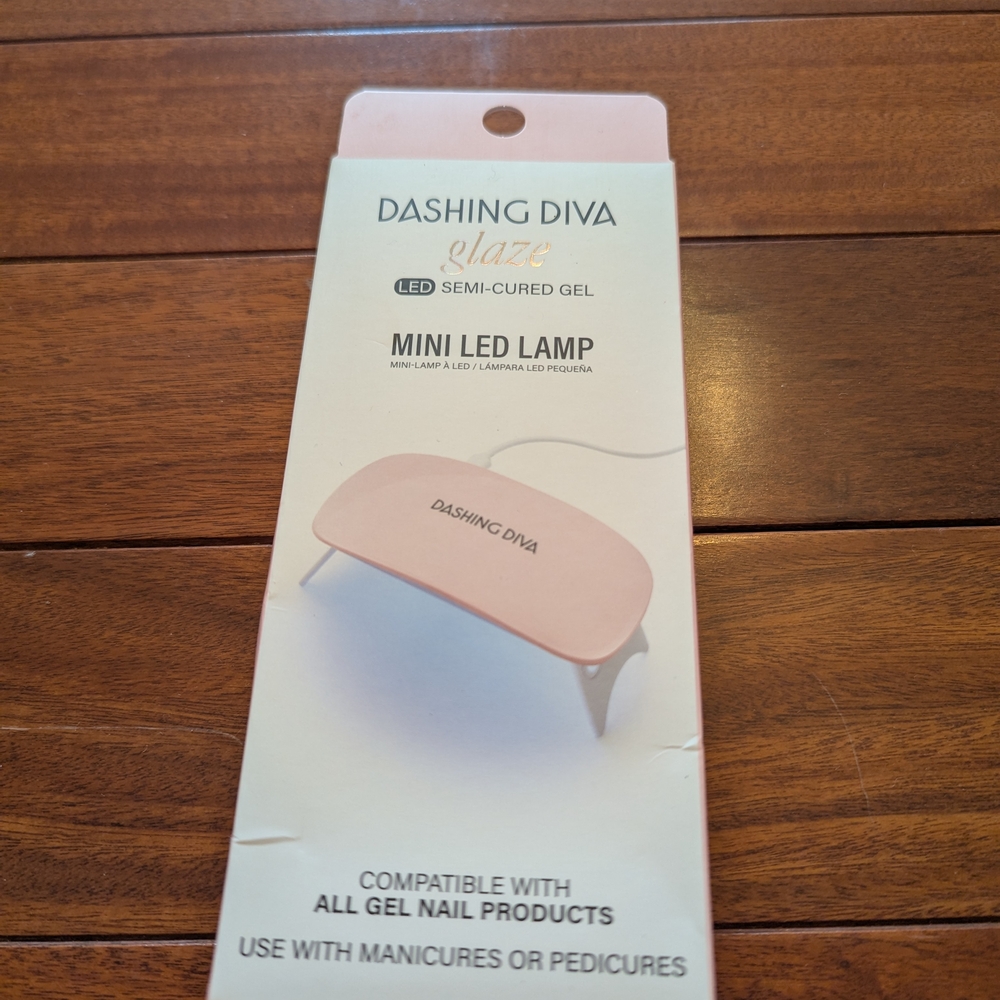 DASHING DIVA
glaze
LED SEMI-CURED GEL
MINI LED LAMP
MINI-LAMP À LED / LÁMPARA LED PEQUEÑA
DASHING DIVA
COMPATIBLE WITH
ALL GEL NAIL PRODUCTS
USE WITH MANICURES OR PEDICURES